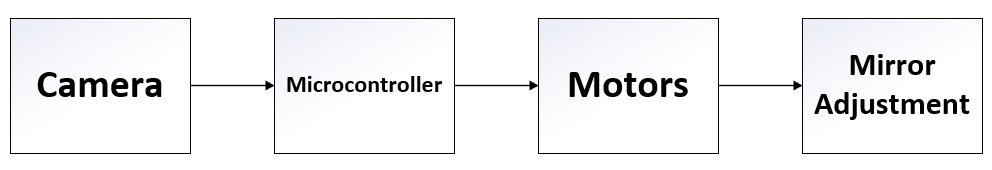 Camera
Microcontroller
Motors
Mirror
Adjustment